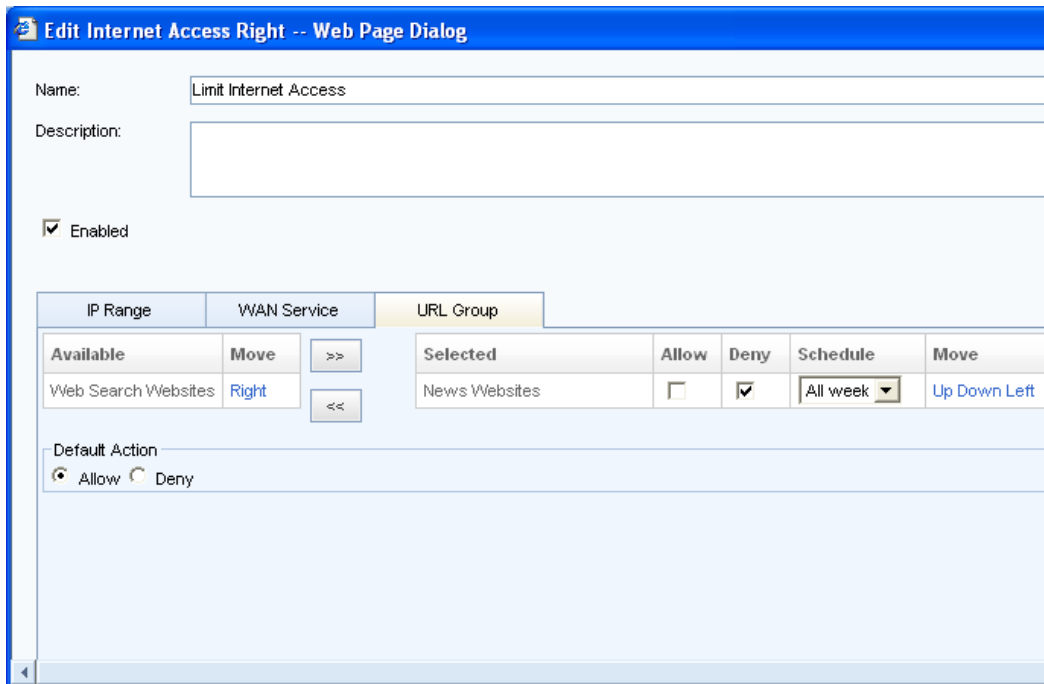 Edit Internet Access Right -- Web Page Dialog
Name: Limit Internet Access
Description:
Enabled
IP Range WAN Service URL Group
Available Move >> Selected Allow Deny Schedule Move
Web Search Websites Right << News Websites All week Up Down Left
Default Action
Allow Deny